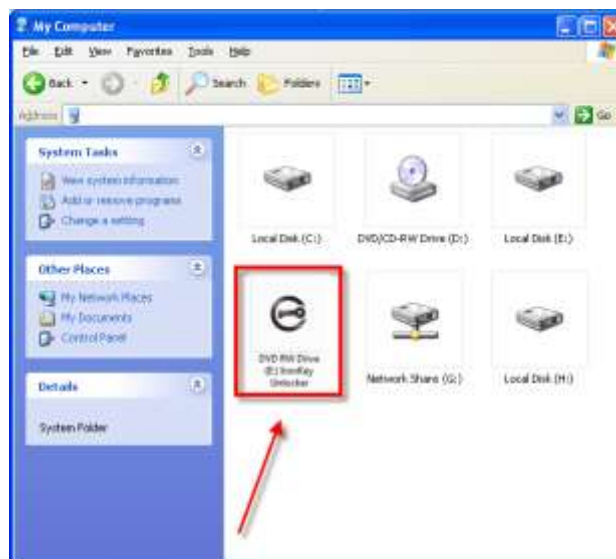 My Computer
File Edit View Favorites Tools Help
Back Search Folders
Address Go
System Tasks
View system information
Add or remove programs
Change a setting
Other Places
My Network Places
My Documents
Control Panel
Details
System Folder
Local Disk (C:) DVD/CD-RW Drive (D:) Local Disk (E:)
DVD RW Drive
IronKey
Unlocker
Network Share (G:) Local Disk (H:)